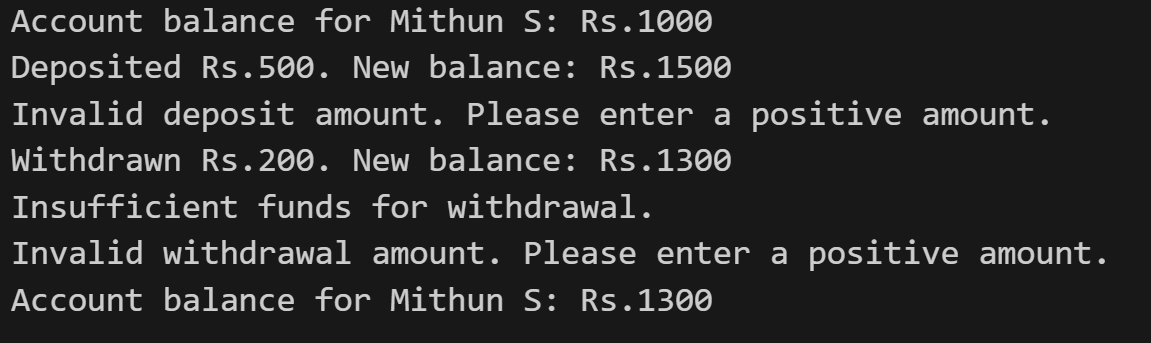 Account balance for Mithun S: Rs.1000
Deposited Rs.500. New balance: Rs.1500
Invalid deposit amount. Please enter a positive amount.
Withdrawn Rs.200. New balance: Rs.1300
Insufficient funds for withdrawal.
Invalid withdrawal amount. Please enter a positive amount.
Account balance for Mithun S: Rs.1300